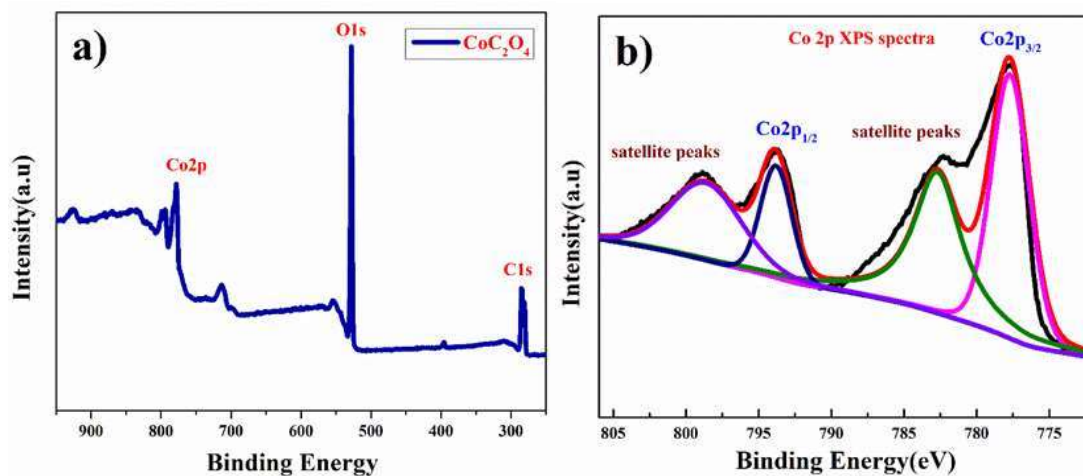 a)
O1s
CoC2O4
Co2p
C1s
Intensity(a.u)
900 800 700 600 500 400 300
Binding Energy
b)
Co 2p XPS spectra
Co2p3/2
Co2p1/2
satellite peaks
satellite peaks
Intensity(a.u)
805 800 795 790 785 780 775
Binding Energy(eV)